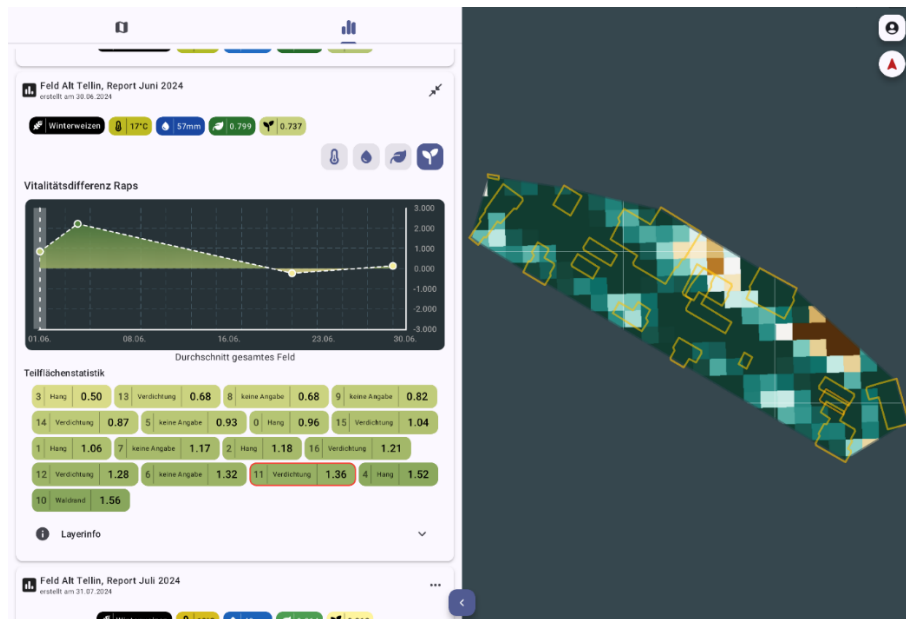 Feld Alt Tellin, Report Juni 2024
erstellt am 30.06.2024
Winterweizen 17°C 57mm 0.799 0.737
Vitalitätsdifferenz Raps
3.000
2.000
1.000
0.000
-1.000
-2.000
-3.000
01.06. 08.06. 16.06. 23.06. 30.06.
Durchschnitt gesamtes Feld
Teilflächenstatistik
3 Hang 0.50 13 Verdichtung 0.68 8 keine Angabe 0.68 9 keine Angabe 0.82
14 Verdichtung 0.87 5 keine Angabe 0.93 0 Hang 0.96 15 Verdichtung 1.04
1 Hang 1.06 7 keine Angabe 1.17 2 Hang 1.18 16 Verdichtung 1.21
12 Verdichtung 1.28 6 keine Angabe 1.32 11 Verdichtung 1.36 4 Hang 1.52
10 Waldrand 1.56
Layerinfo
Feld Alt Tellin, Report Juli 2024
erstellt am 31.07.2024